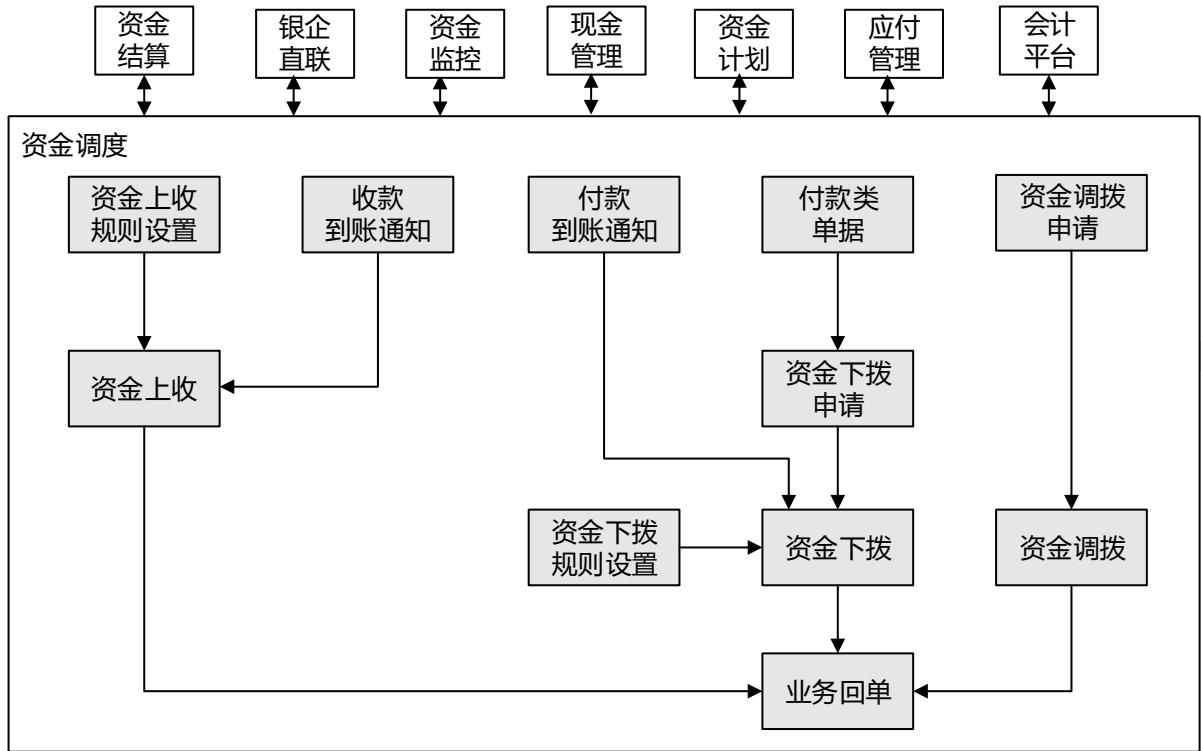 资金
结算
银企
直联
资金
监控
现金
管理
资金
计划
应付
管理
会计
平台
资金调度
资金上收
规则设置
收款
到账通知
付款
到账通知
付款类
单据
资金调拨
申请
资金上收
资金下拨
申请
资金下拨
规则设置
资金下拨
资金调拨
业务回单